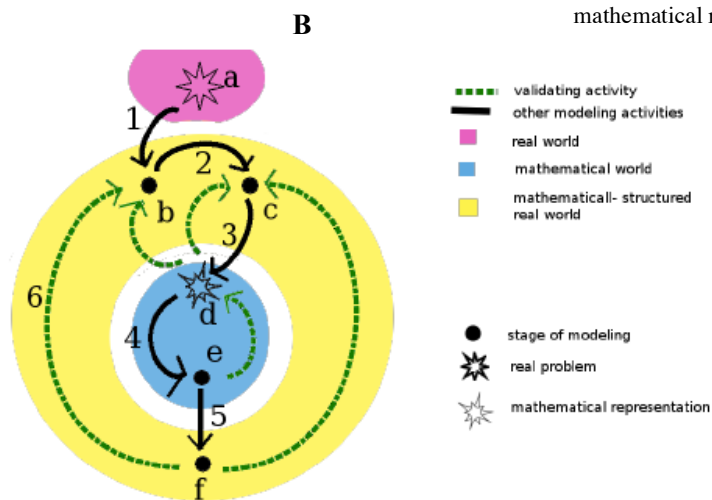 B
mathematical
a
1
2
b
c
3
6
d
4
e
5
f
validating activity
other modeling activities
real world
mathematical world
mathematicall- structured
real world
stage of modeling
real problem
mathematical representation